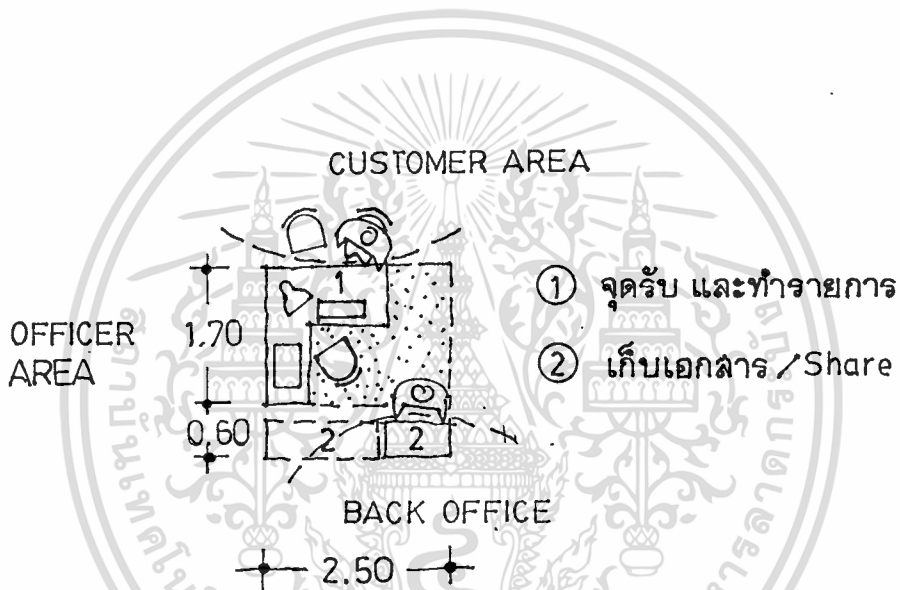 CUSTOMER AREA
1
① จุดรับ และทำรายการ
OFFICER
AREA
1.70
② เก็บเอกสาร / Share
0.60
2
2
BACK OFFICE
2.50